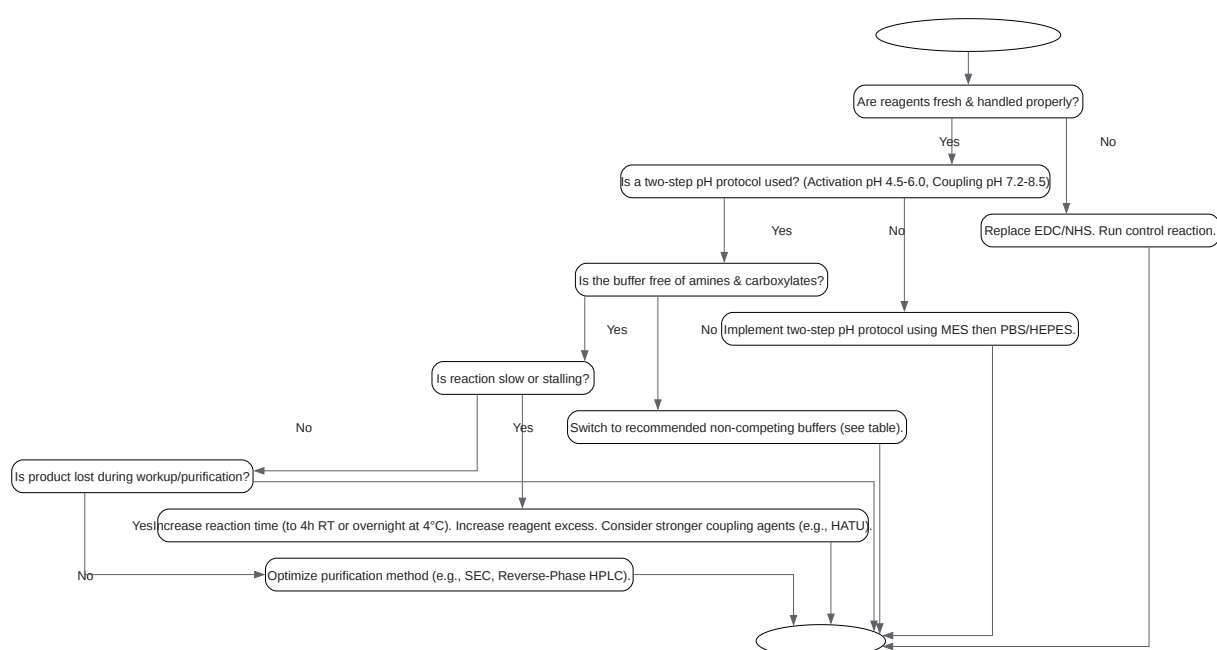 Are reagents fresh & handled properly?
Yes
No
Is a two-step pH protocol used? (Activation pH 4.5-6.0, Coupling pH 7.2-8.5)
Yes
No
Replace EDC/NHS. Run control reaction.
Is the buffer free of amines & carboxylates?
Yes
No
Implement two-step pH protocol using MES then PBS/HEPES.
Is reaction slow or stalling?
No
Yes
Switch to recommended non-competing buffers (see table).
Is product lost during workup/purification?
Yes
Increase reaction time (to 4h RT or overnight at 4°C). Increase reagent excess. Consider stronger coupling agents (e.g., HATU).
No
Optimize purification method (e.g., SEC, Reverse-Phase HPLC).